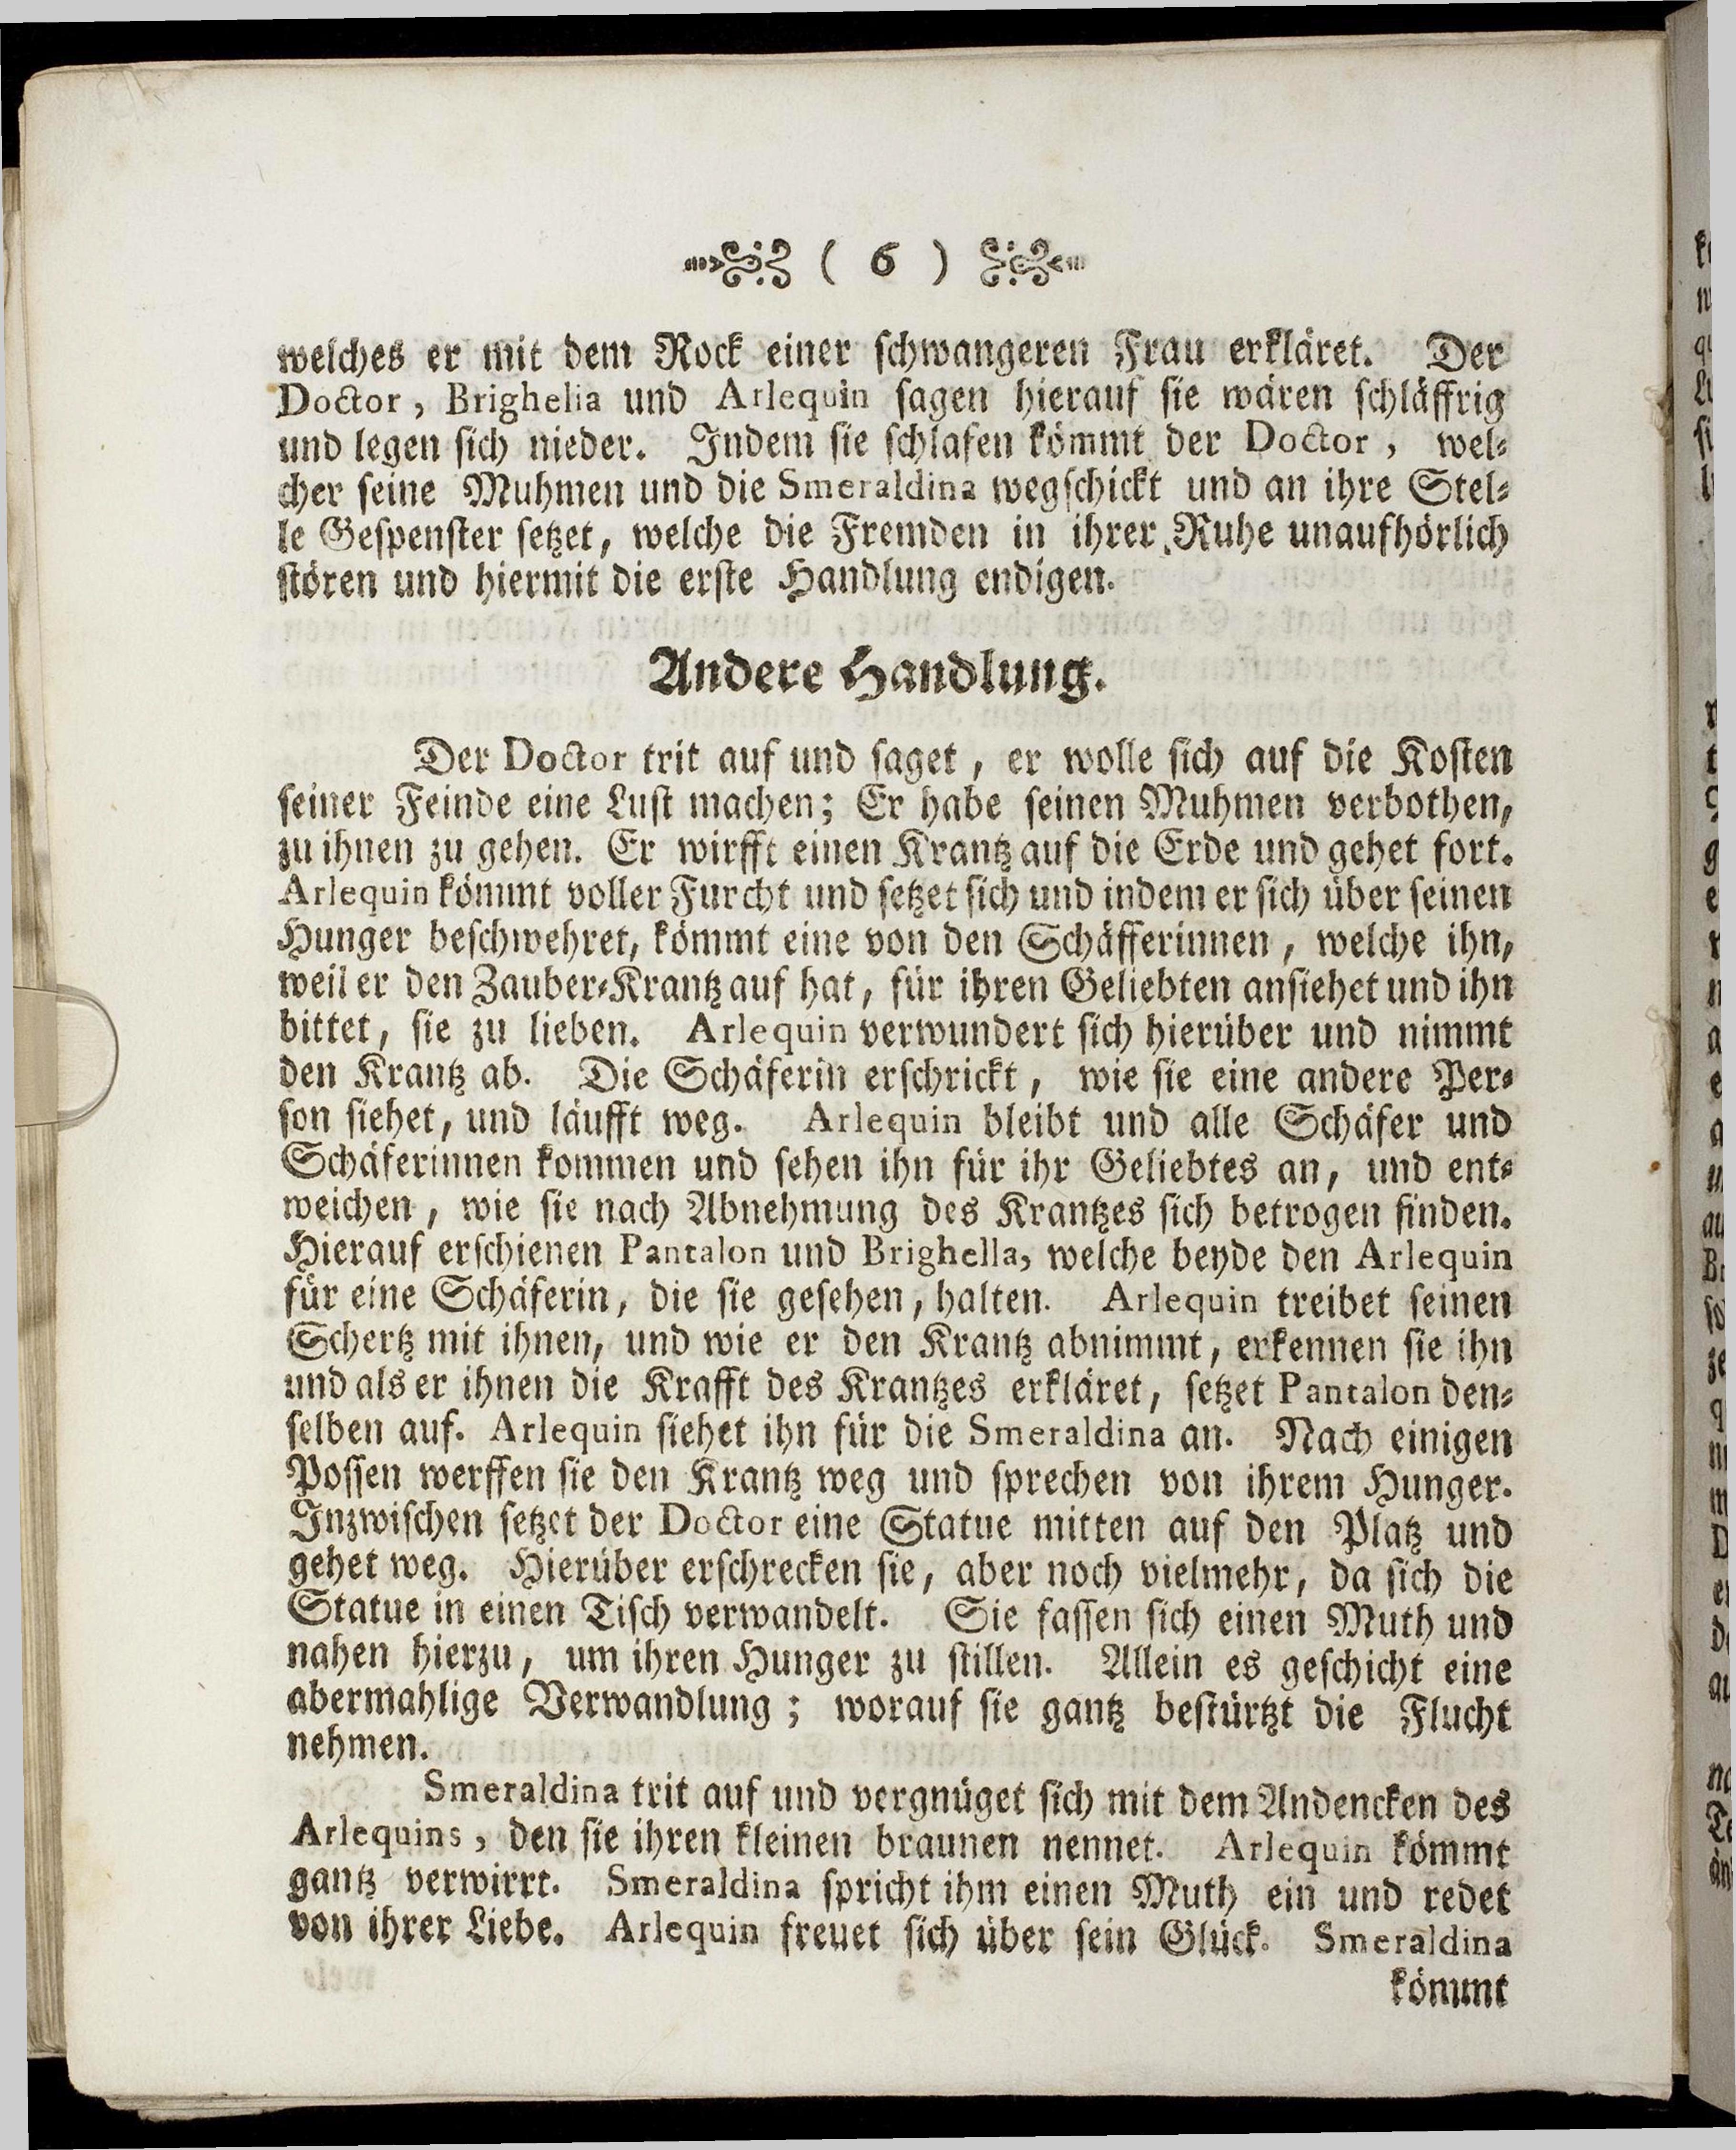 ( 6 )
welches er mit dem Rock einer schwangeren Frau erkläret. Der
Doctor, Brighelia und Arlequin sagen hierauf sie wären schläffrig
und legen sich nieder. Indem sie schlafen kömmt der Doctor, wel-
cher seine Muhmen und die Smeraldina wegschickt und an ihre Stel-
le Gespenster setzet, welche die Fremden in ihrer Ruhe unaufhörlich
stören und hiermit die erste Handlung endigen.
Andere Handlung.
Der Doctor trit auf und saget, er wolle sich auf die Kosten
seiner Feinde eine Lust machen; Er habe seinen Muhmen verbothen,
zu ihnen zu gehen. Er wirfft einen Krantz auf die Erde und gehet fort.
Arlequin kömmt voller Furcht und setzet sich und indem er sich über seinen
Hunger beschwehret, kömmt eine von den Schäfferinnen, welche ihn,
weil er den Zauber-Krantz auf hat, für ihren Geliebten ansiehet und ihn
bittet, sie zu lieben. Arlequin verwundert sich hierüber und nimmt
den Krantz ab. Die Schäferin erschrickt, wie sie eine andere Per-
son siehet, und läufft weg. Arlequin bleibt und alle Schäfer und
Schäferinnen kommen und sehen ihn für ihr Geliebtes an, und ent-
weichen, wie sie nach Abnehmung des Krantzes sich betrogen finden.
Hierauf erschienen Pantalon und Brighella, welche beyde den Arlequin
für eine Schäferin, die sie gesehen, halten. Arlequin treibet seinen
Schertz mit ihnen, und wie er den Krantz abnimmt, erkennen sie ihn
und als er ihnen die Krafft des Krantzes erkläret, setzet Pantalon den-
selben auf. Arlequin siehet ihn für die Smeraldina an. Nach einigen
Possen werffen sie den Krantz weg und sprechen von ihrem Hunger.
Inzwischen setzet der Doctor eine Statue mitten auf den Platz und
gehet weg. Hierüber erschrecken sie, aber noch vielmehr, da sich die
Statue in einen Tisch verwandelt. Sie fassen sich einen Muth und
nahen hierzu, um ihren Hunger zu stillen. Allein es geschicht eine
abermahlige Verwandlung; worauf sie gantz bestürtzt die Flucht
nehmen.
Smeraldina trit auf und vergnüget sich mit dem Andencken des
Arlequins, den sie ihren kleinen braunen nennet. Arlequin kömmt
gantz verwirrt. Smeraldina spricht ihm einen Muth ein und redet
von ihrer Liebe. Arlequin freuet sich über sein Glück. Smeraldina
kömmt